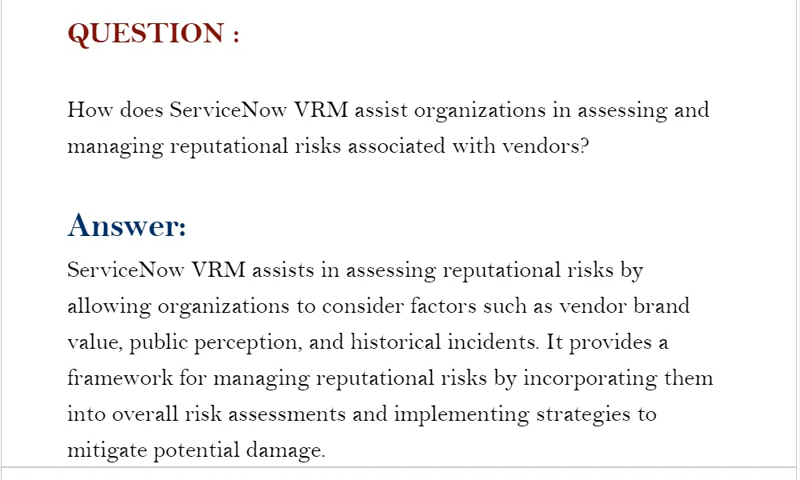 QUESTION :
How does ServiceNow VRM assist organizations in assessing and
managing reputational risks associated with vendors?
Answer:
ServiceNow VRM assists in assessing reputational risks by
allowing organizations to consider factors such as vendor brand
value, public perception, and historical incidents. It provides a
framework for managing reputational risks by incorporating them
into overall risk assessments and implementing strategies to
mitigate potential damage.